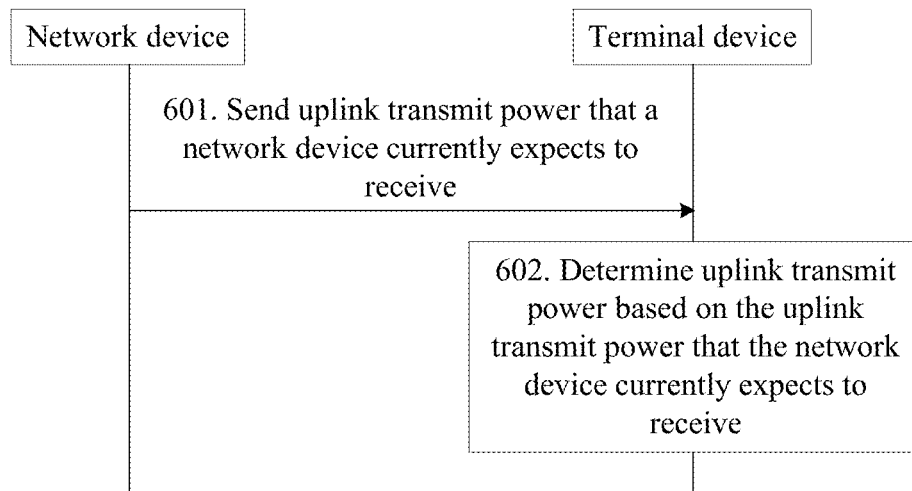 Network device
Terminal device
601. Send uplink transmit power that a
network device currently expects to
receive
602. Determine uplink transmit
power based on the uplink
transmit power that the network
device currently expects to
receive